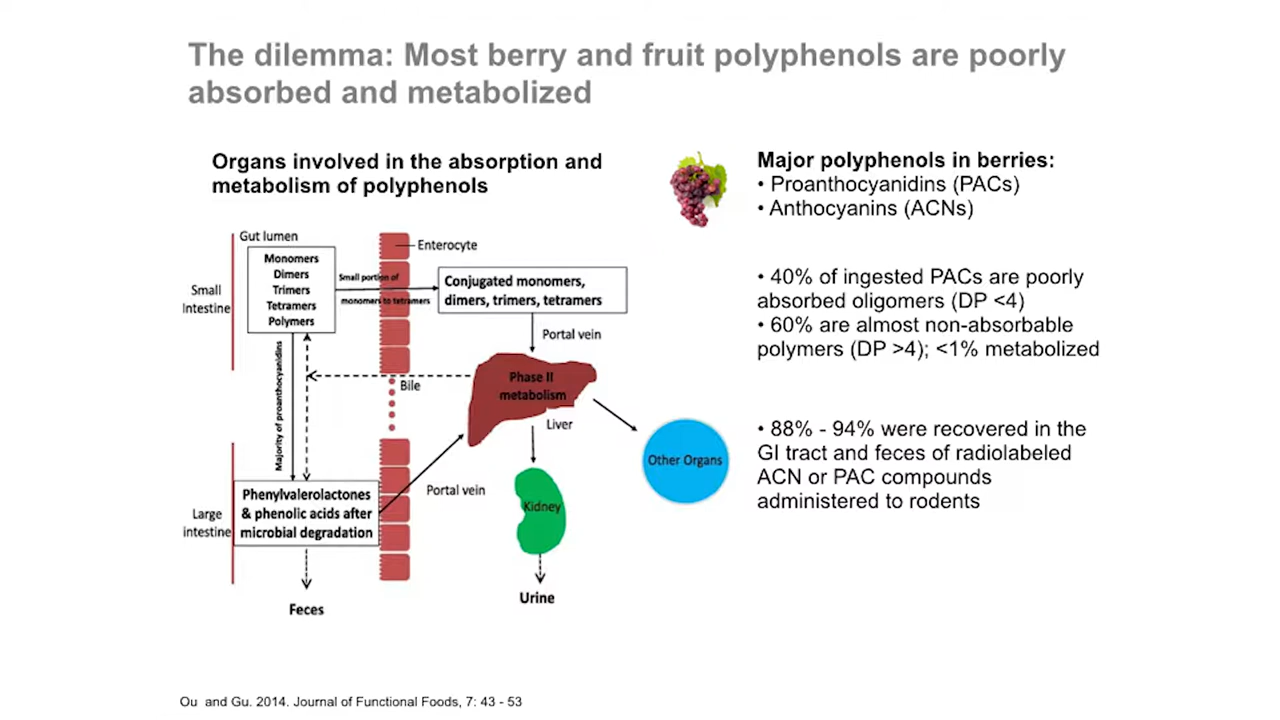 The dilemma: Most berry and fruit polyphenols are poorly
absorbed and metabolized
Organs involved in the absorption and
metabolism of polyphenols
Gut lumen
Monomers
Dimers
Trimers
Tetramers
Polymers
Small
Intestine
Small portion of
monomers to tetramers
Enterocyte
Conjugated monomers,
dimers, trimers, tetramers
Portal vein
Majority of proanthocyanidins
Bile
Phase II
metabolism
Liver
Other Organs
Portal vein
Large
intestine
Phenylvalerolactones
& phenolic acids after
microbial degradation
Kidney
Feces
Urine
Major polyphenols in berries:
• Proanthocyanidins (PACs)
• Anthocyanins (ACNs)
• 40% of ingested PACs are poorly
absorbed oligomers (DP <4)
• 60% are almost non-absorbable
polymers (DP >4); <1% metabolized
• 88% - 94% were recovered in the
GI tract and feces of radiolabeled
ACN or PAC compounds
administered to rodents
Ou and Gu. 2014. Journal of Functional Foods, 7: 43 - 53